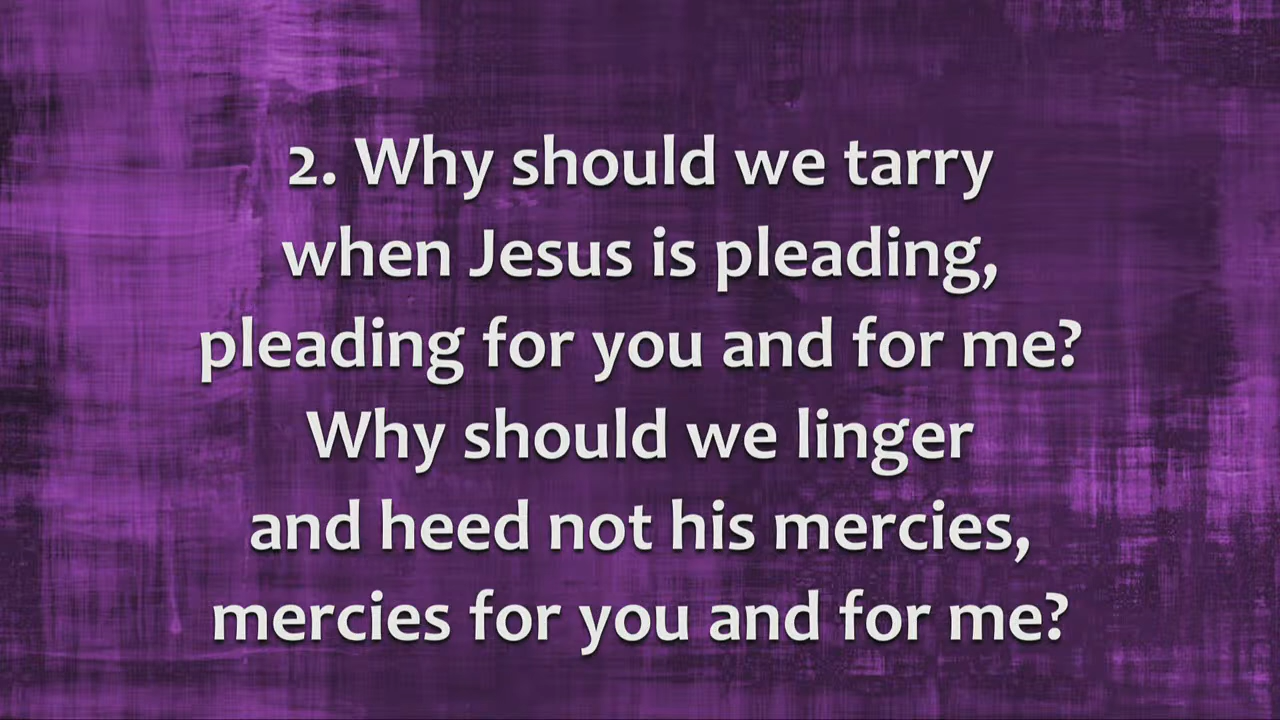 2. Why should we tarry
when Jesus is pleading,
pleading for you and for me?
Why should we linger
and heed not his mercies,
mercies for you and for me?